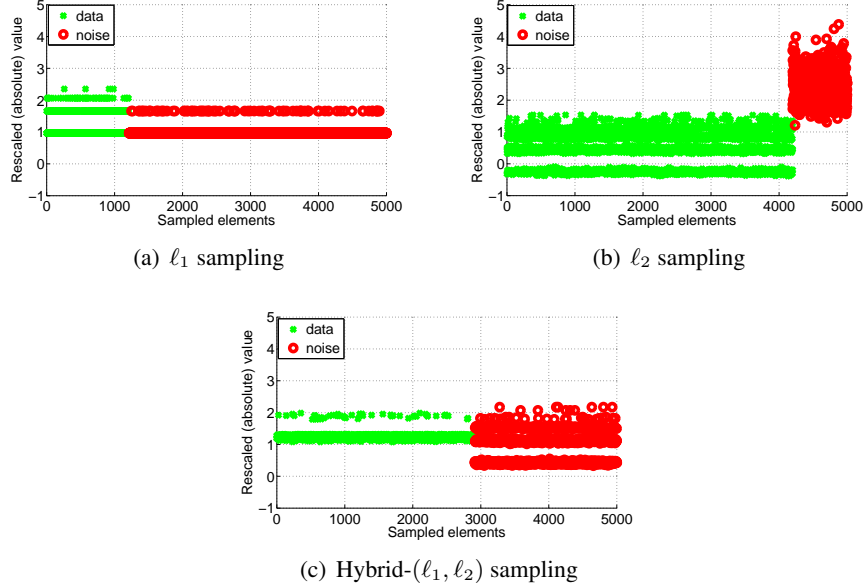 5
4
3
2
1
0
−1
Rescaled (absolute) value
data
noise
0 1000 2000 3000 4000 5000
Sampled elements
(a) ℓ1 sampling
5
4
3
2
1
0
−1
Rescaled (absolute) value
data
noise
0 1000 2000 3000 4000 5000
Sampled elements
(b) ℓ2 sampling
5
4
3
2
1
0
−1
Rescaled (absolute) value
data
noise
0 1000 2000 3000 4000 5000
Sampled elements
(c) Hybrid-(ℓ1, ℓ2) sampling